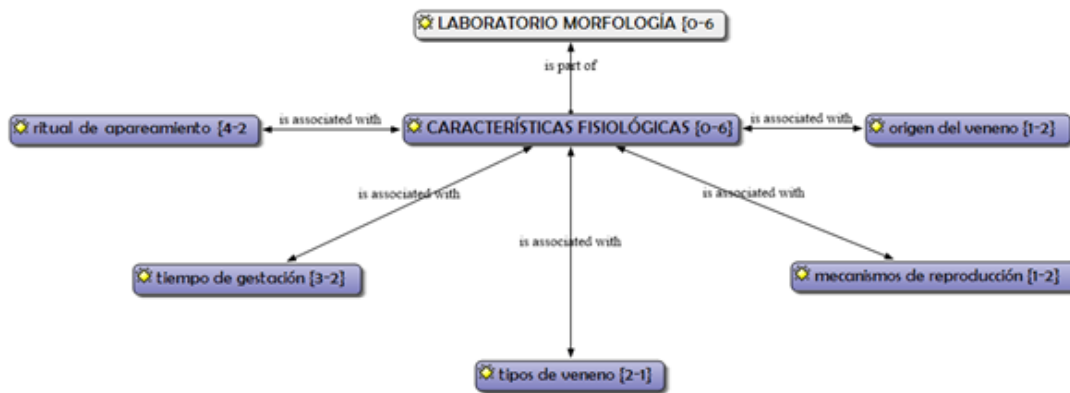 LABORATORIO MORFOLOGÍA {0-6
is part of
ritual de apareamiento {4-2
is associated with
CARACTERÍSTICAS FISIOLÓGICAS {0-6}
is associated with
origen del veneno {1-2}
is associated with
is associated with
is associated with
tiempo de gestación {3-2}
mecanismos de reproducción {1-2}
tipos de veneno {2-1}